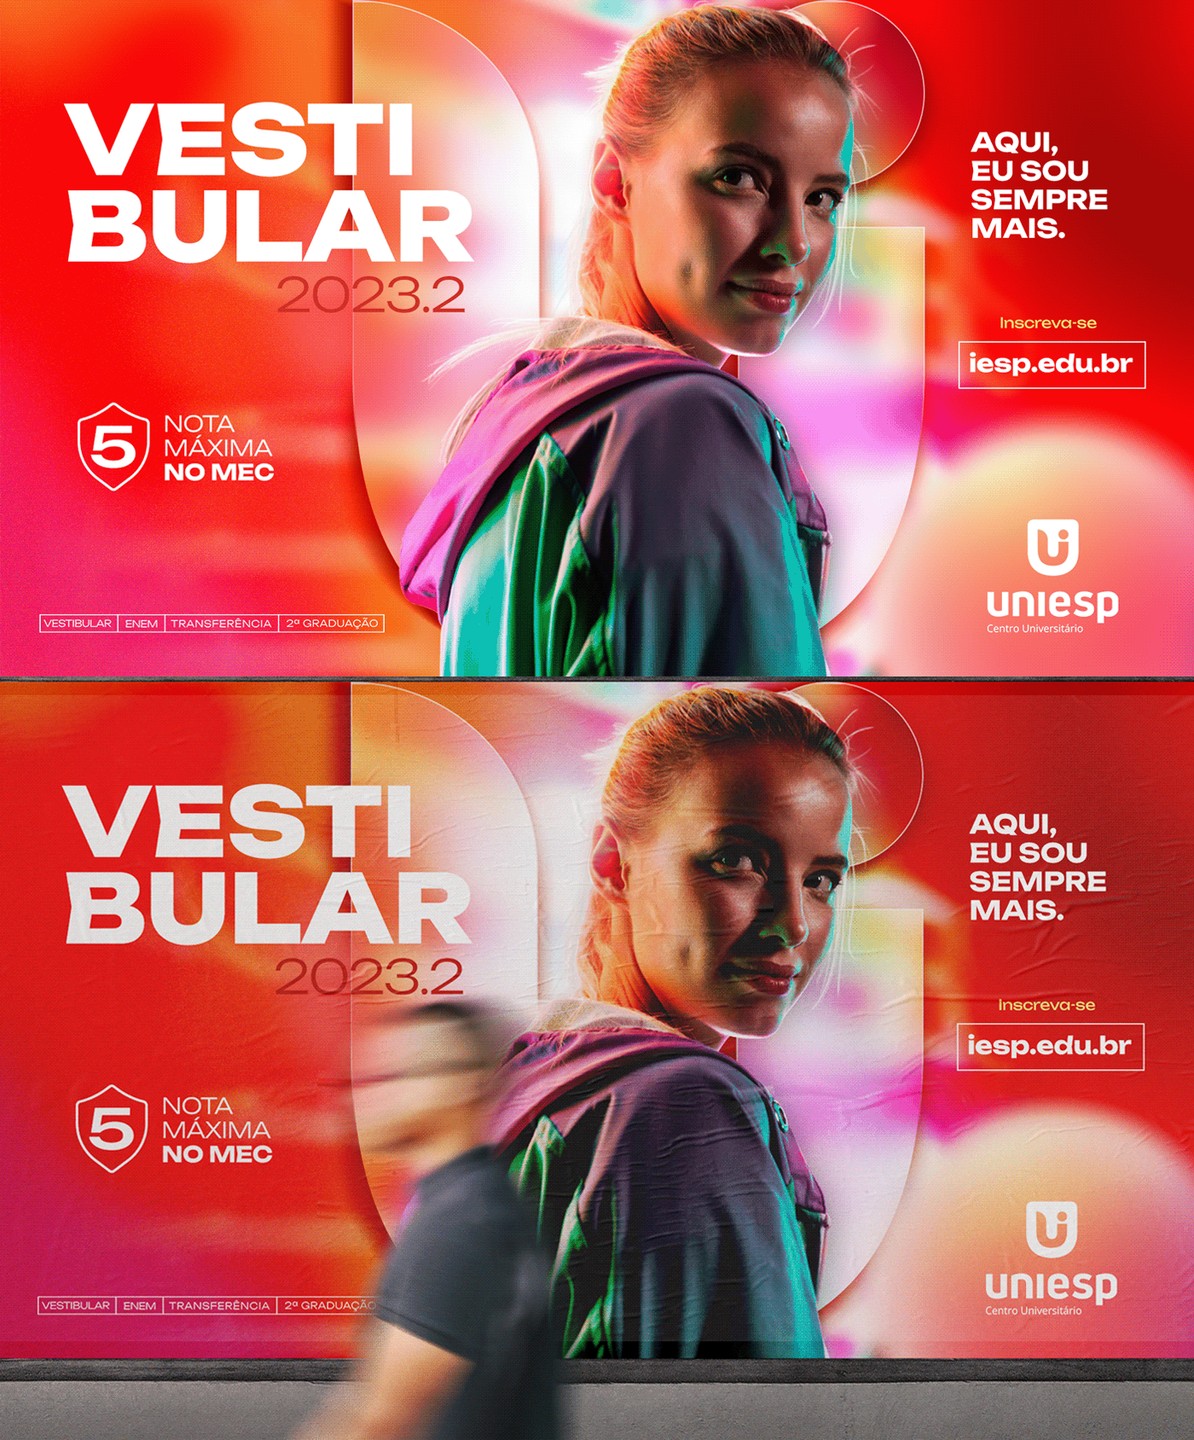 VESTI
BULAR
2023.2
5
NOTA
MÁXIMA
NO MEC
VESTIBULAR
ENEM
TRANSFERÊNCIA
2ª GRADUAÇÃO
AQUI,
EU SOU
SEMPRE
MAIS.
Inscreva-se
iesp.edu.br
uniesp
Centro Universitário
VESTI
BULAR
2023.2
5
NOTA
MÁXIMA
NO MEC
VESTIBULAR
ENEM
TRANSFERÊNCIA
2ª GRADUAÇÃO
AQUI,
EU SOU
SEMPRE
MAIS.
Inscreva-se
iesp.edu.br
uniesp
Centro Universitário